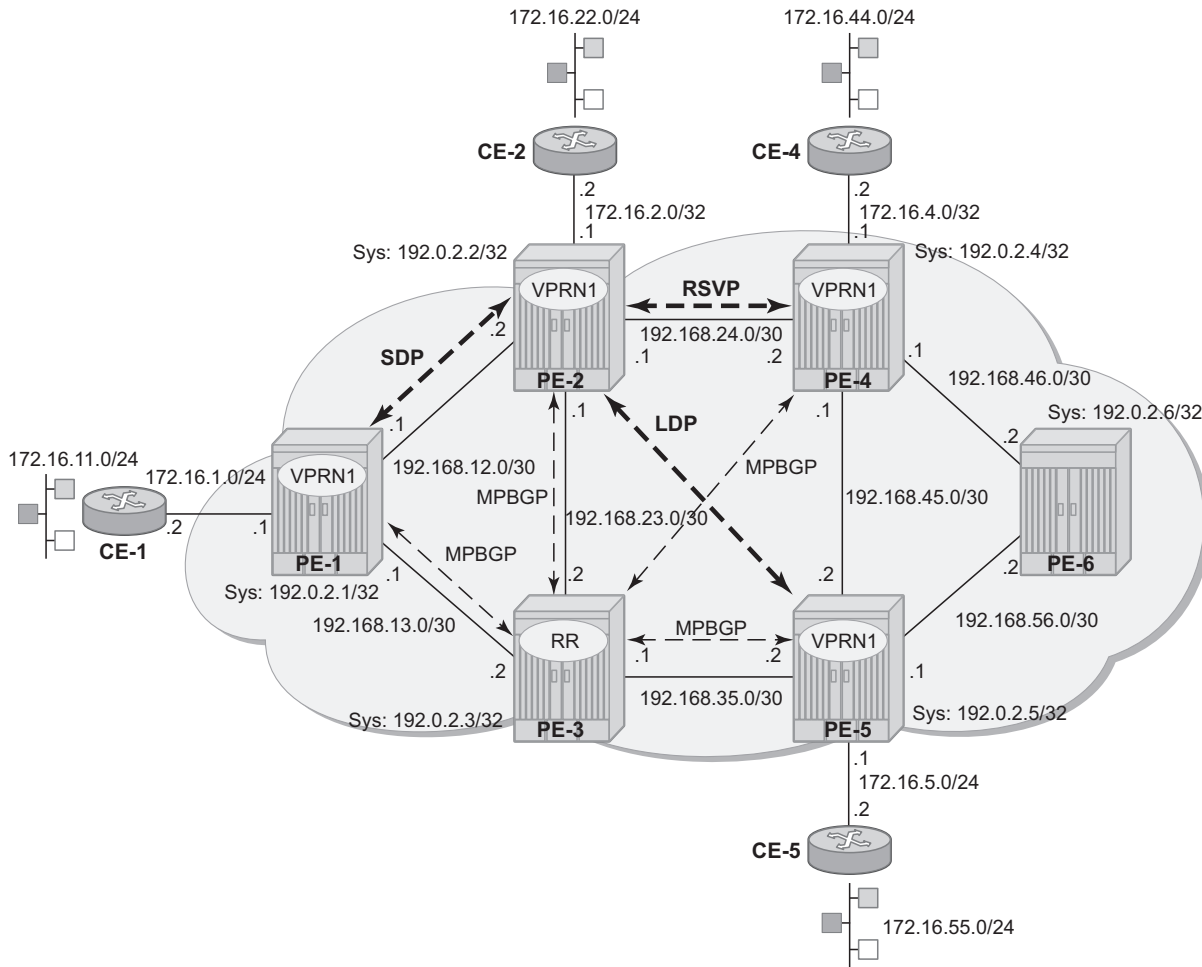 172.16.22.0/24
172.16.44.0/24
CE-2
CE-4
.2
.2
172.16.2.0/32
172.16.4.0/32
.1
.1
Sys: 192.0.2.2/32
Sys: 192.0.2.4/32
VPRN1
RSVP
VPRN1
.2
192.168.24.0/30
SDP
.1
.2
.1
PE-2
PE-4
192.168.46.0/30
.1
.1
.1
LDP
Sys: 192.0.2.6/32
172.16.11.0/24
172.16.1.0/24
VPRN1
192.168.12.0/30
MPBGP
.2
MPBGP
192.168.45.0/30
192.168.23.0/30
.2
.1
CE-1
PE-1
MPBGP
PE-6
.1
.2
.2
.2
Sys: 192.0.2.1/32
192.168.13.0/30
MPBGP
192.168.56.0/30
RR
VPRN1
.1
.2
.2
.1
192.168.35.0/30
Sys: 192.0.2.3/32
PE-3
PE-5
Sys: 192.0.2.5/32
.1
172.16.5.0/24
.2
CE-5
172.16.55.0/24